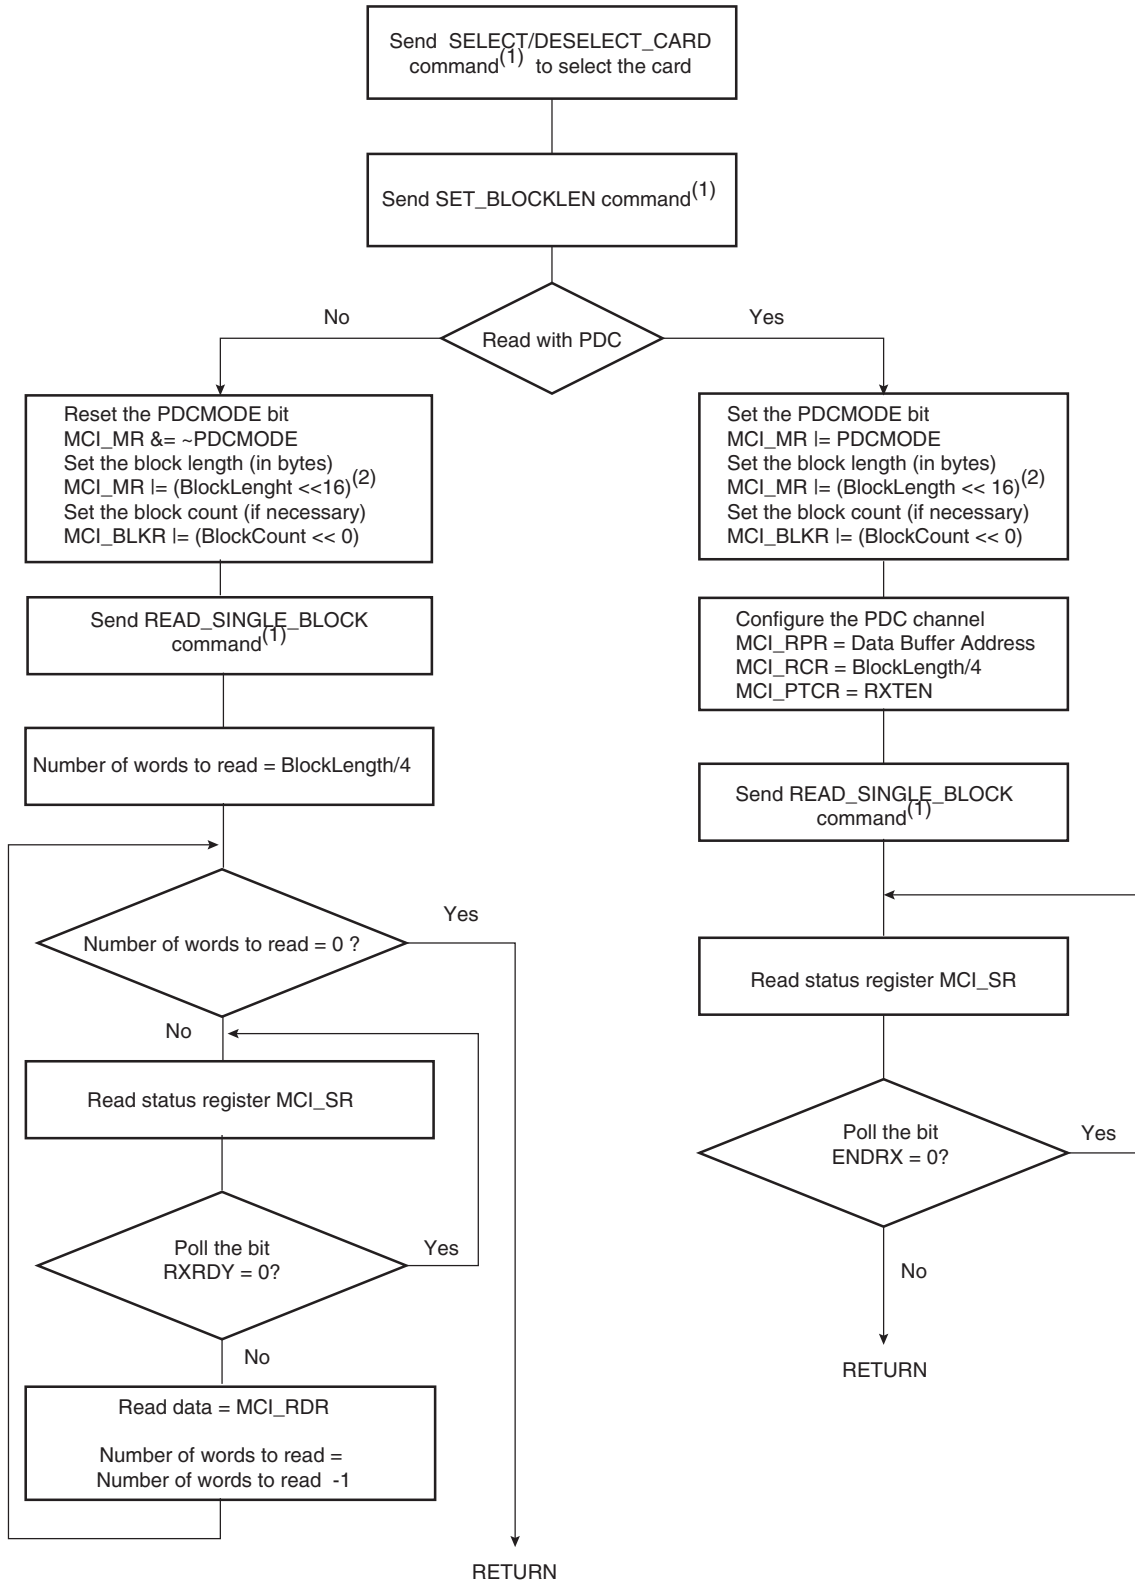 Send SELECT/DESELECT_CARD
command(1) to select the card
Send SET_BLOCKLEN command(1)
No
Read with PDC
Yes
Reset the PDCMODE bit
MCI_MR &= ~PDCMODE
Set the block length (in bytes)
MCI_MR |= (BlockLenght <<16)(2)
Set the block count (if necessary)
MCI_BLKR |= (BlockCount << 0)
Send READ_SINGLE_BLOCK
command(1)
Number of words to read = BlockLength/4
Number of words to read = 0 ?
Yes
No
Read status register MCI_SR
Poll the bit
RXRDY = 0?
Yes
No
Read data = MCI_RDR
Number of words to read =
Number of words to read -1
RETURN
Set the PDCMODE bit
MCI_MR |= PDCMODE
Set the block length (in bytes)
MCI_MR |= (BlockLength << 16)(2)
Set the block count (if necessary)
MCI_BLKR |= (BlockCount << 0)
Configure the PDC channel
MCI_RPR = Data Buffer Address
MCI_RCR = BlockLength/4
MCI_PTCR = RXTEN
Send READ_SINGLE_BLOCK
command(1)
Read status register MCI_SR
Poll the bit
ENDRX = 0?
Yes
No
RETURN